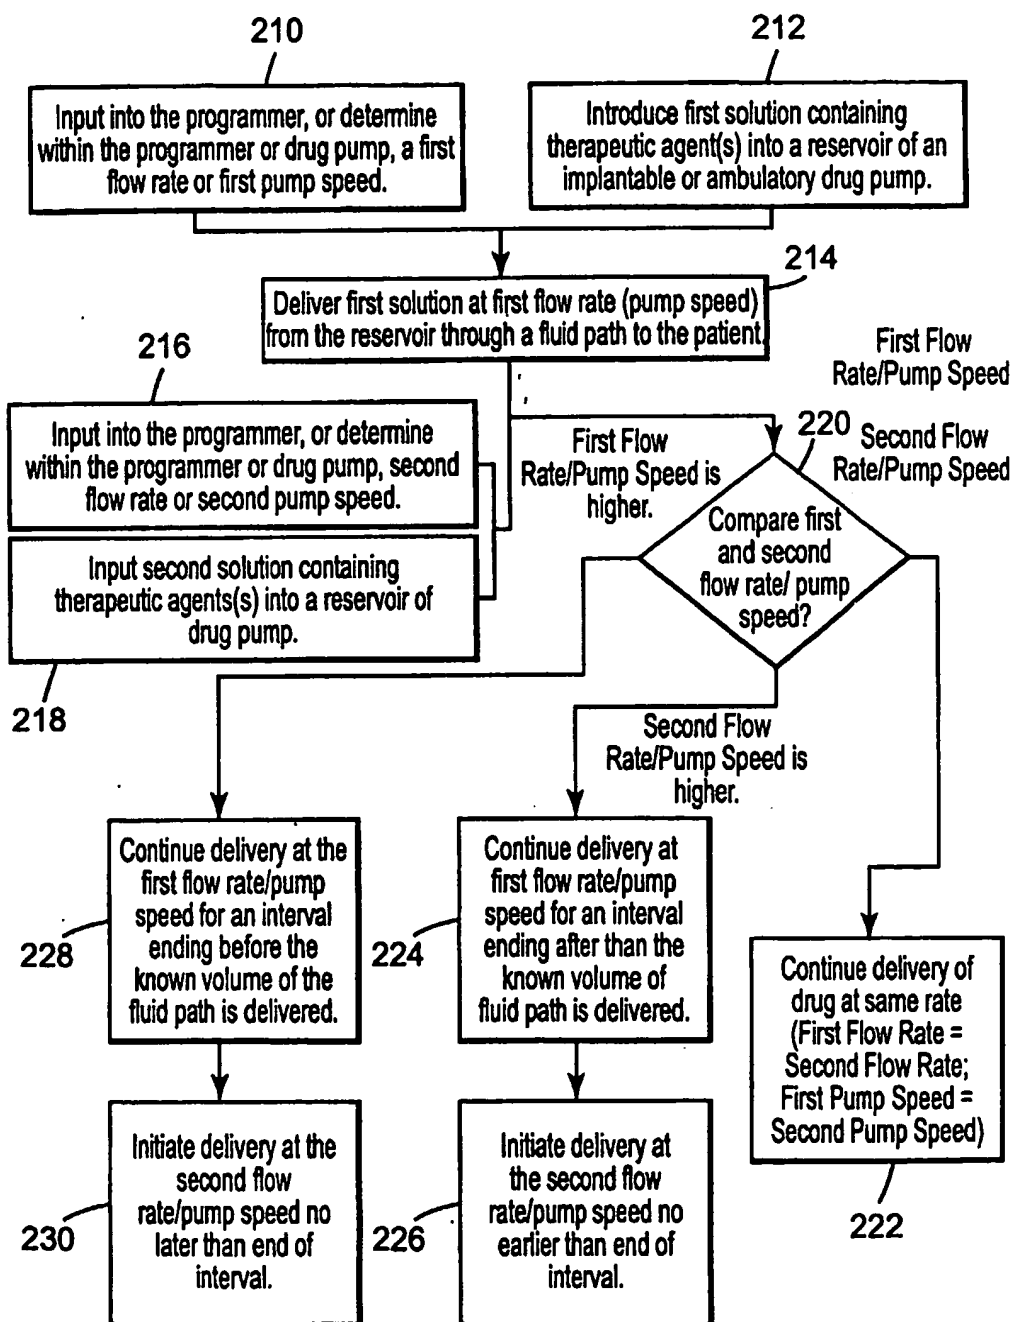 210
212
Input into the programmer, or determine
within the programmer or drug pump, a first
flow rate or first pump speed.
Introduce first solution containing
therapeutic agent(s) into a reservoir of an
implantable or ambulatory drug pump.
214
Deliver first solution at first flow rate (pump speed)
from the reservoir through a fluid path to the patient.
216
First Flow
Rate/Pump Speed
Input into the programmer, or determine
within the programmer or drug pump, second
flow rate or second pump speed.
First Flow
Rate/Pump Speed is
higher.
220
Second Flow
Rate/Pump Speed
Compare first
and second
flow rate/ pump
speed?
Input second solution containing
therapeutic agents(s) into a reservoir of
drug pump.
218
Second Flow
Rate/Pump Speed is
higher.
Continue delivery at the
first flow rate/pump
speed for an interval
ending before the
known volume of the
fluid path is delivered.
228
Continue delivery at
first flow rate/pump
speed for an interval
ending after than the
known volume of
fluid path is delivered.
224
Continue delivery of
drug at same rate
(First Flow Rate =
Second Flow Rate;
First Pump Speed =
Second Pump Speed)
222
Initiate delivery at the
second flow
rate/pump speed no
later than end of
interval.
230
Initiate delivery at
the second flow
rate/pump speed no
earlier than end of
interval.
226